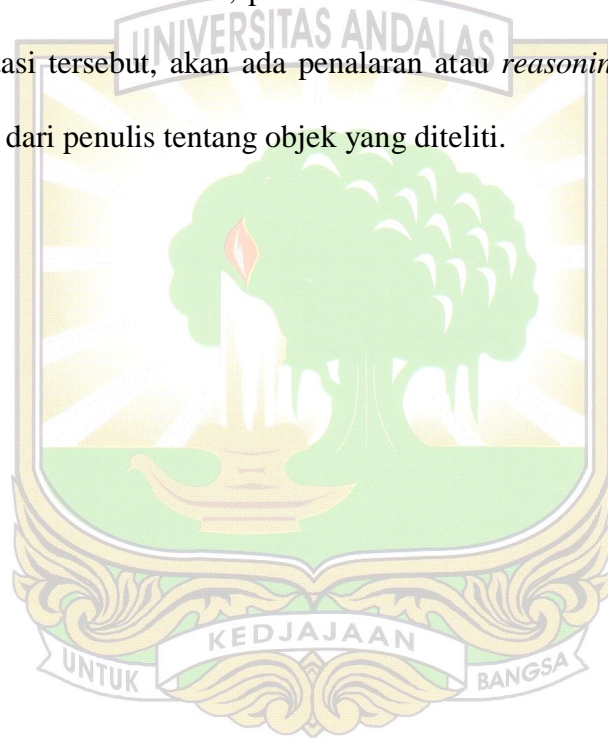 UNIVERSITAS ANDALAS
asi tersebut, akan ada penalaran atau reasonin
dari penulis tentang objek yang diteliti.
KEDJAJAAN
UNTUK
BANGSA